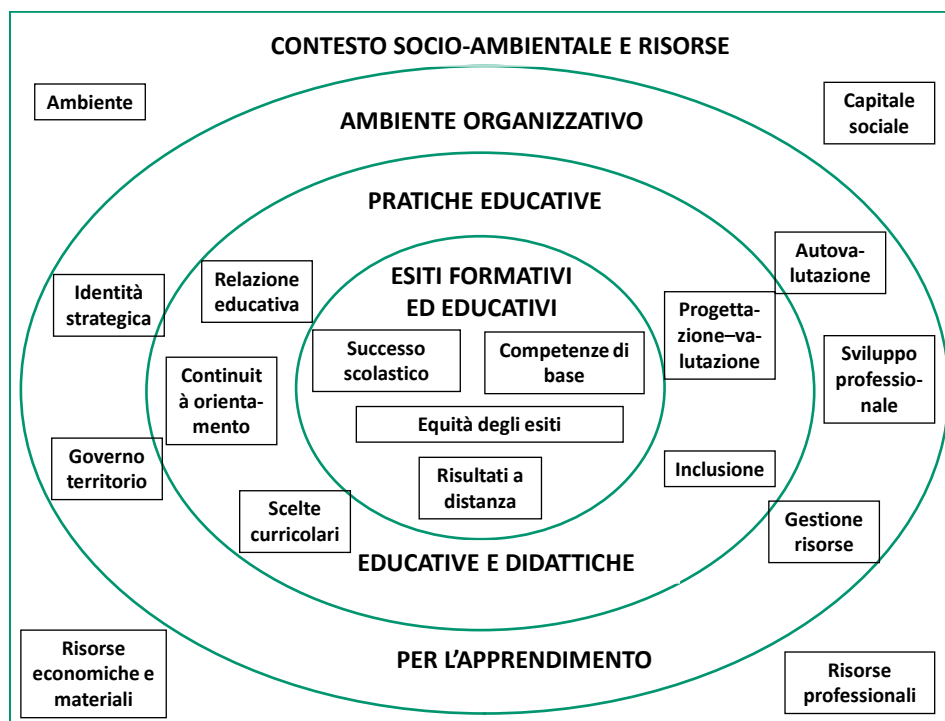 CONTESTO SOCIO-AMBIENTALE E RISORSE
Ambiente
Capitale
sociale
AMBIENTE ORGANIZZATIVO
PRATICHE EDUCATIVE
Autova-
lutazione
Relazione
educativa
ESITI FORMATIVI
ED EDUCATIVI
Identità
strategica
Progetta-
zione–va-
lutazione
Successo
scolastico
Competenze di
base
Sviluppo
professio-
nale
Continuit
à orienta-
mento
Equità degli esiti
Governo
territorio
Risultati a
distanza
Inclusione
Scelte
curricolari
Gestione
risorse
EDUCATIVE E DIDATTICHE
Risorse
economiche e
materiali
PER L'APPRENDIMENTO
Risorse
professionali